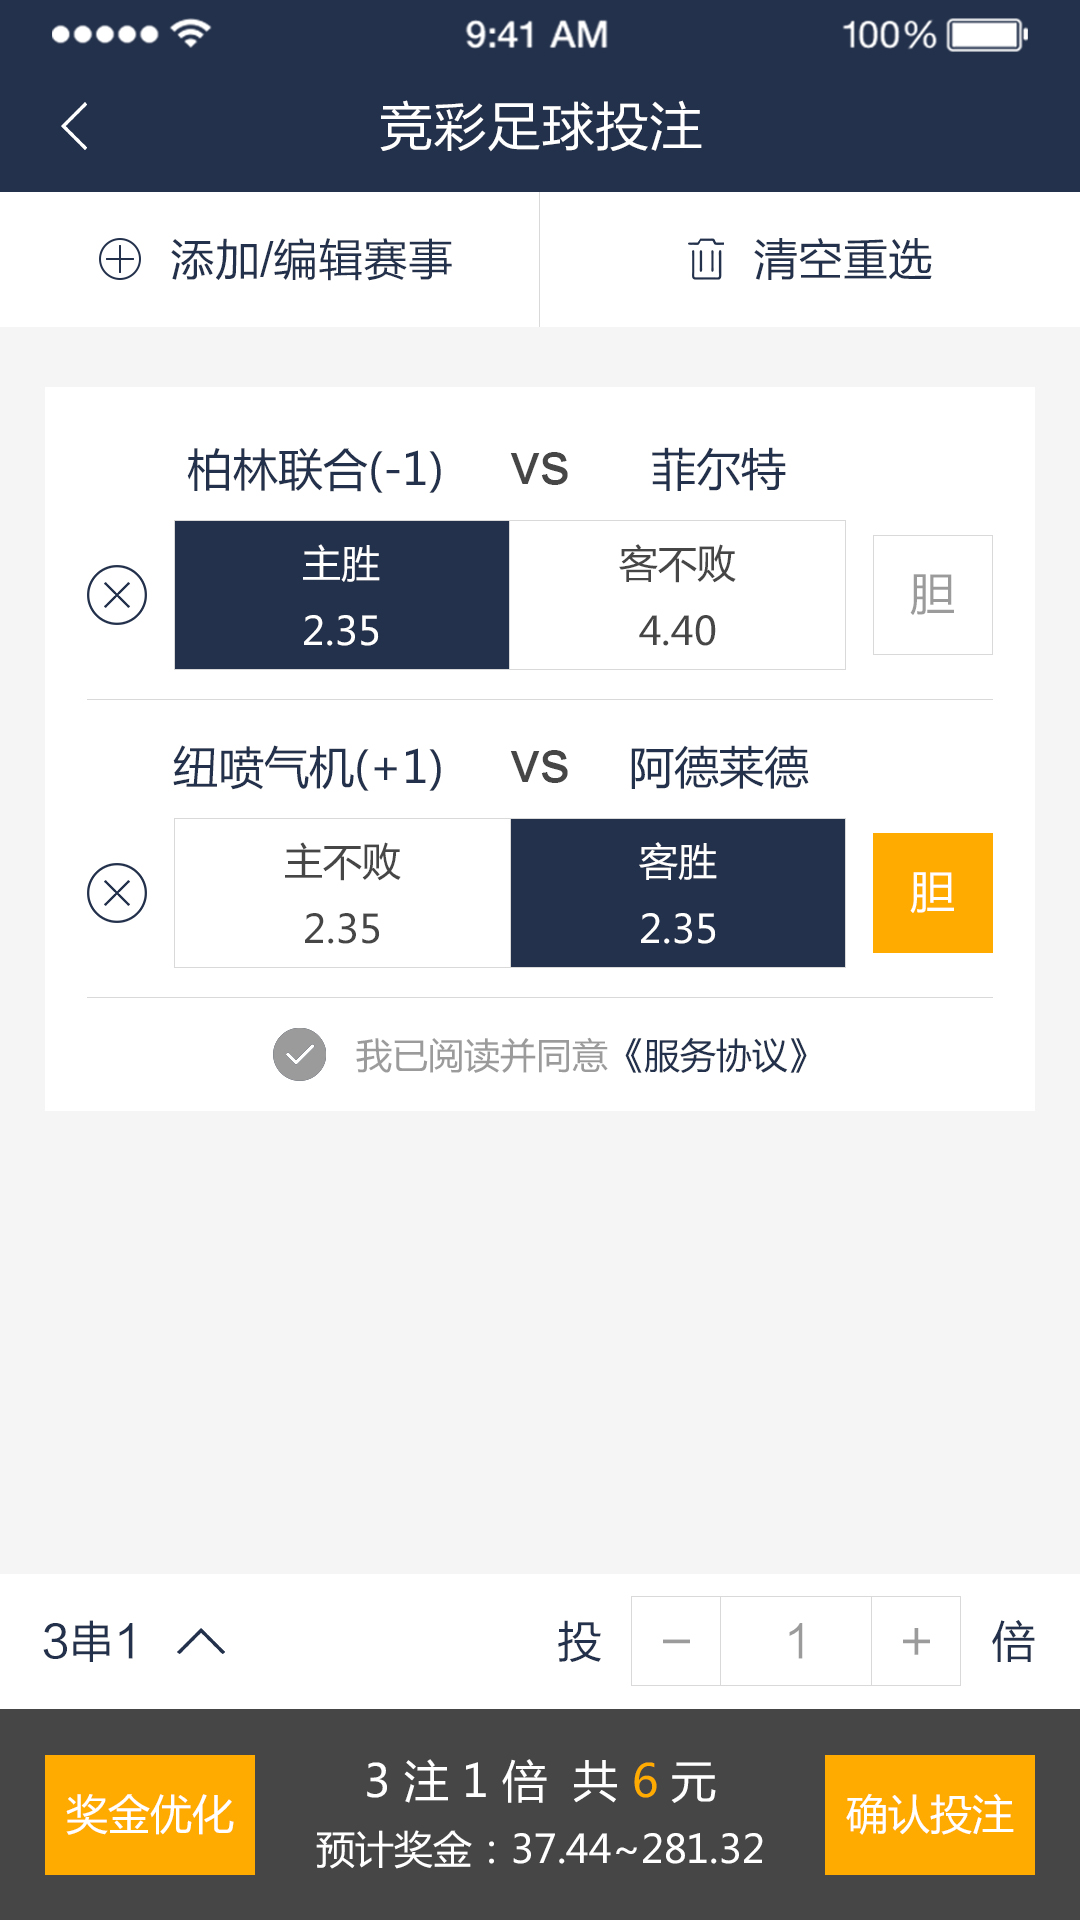 9:41 AM 100%
竞彩足球投注
添加/编辑赛事 清空重选
柏林联合(-1) VS 菲尔特
主胜 客不败
2.35 4.40
胆
纽喷气机(+1) VS 阿德莱德
主不败 客胜
2.35 2.35
胆
我已阅读并同意《服务协议》
3串1 投 − 1 + 倍
奖金优化
3 注 1 倍 共 6 元
预计奖金：37.44~281.32
确认投注